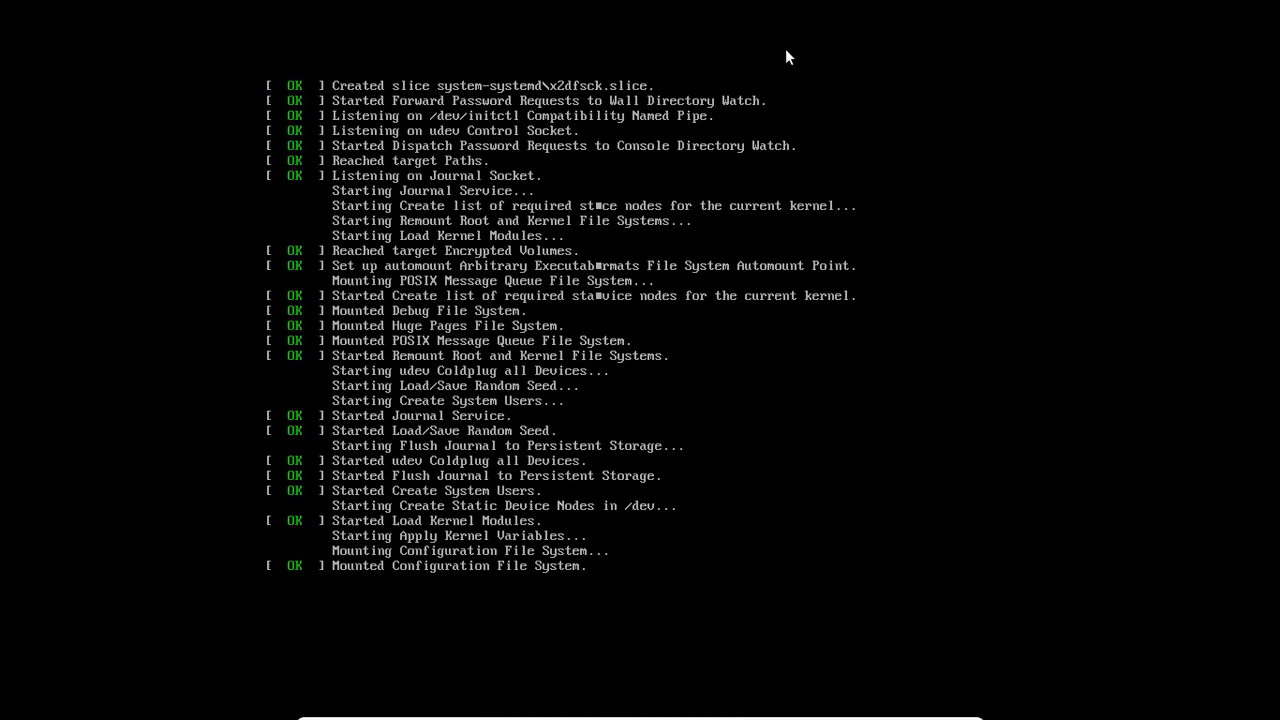 [  OK  ] Created slice system-systemd\x2dfsck.slice.
[  OK  ] Started Forward Password Requests to Wall Directory Watch.
[  OK  ] Listening on /dev/initctl Compatibility Named Pipe.
[  OK  ] Listening on udev Control Socket.
[  OK  ] Started Dispatch Password Requests to Console Directory Watch.
[  OK  ] Reached target Paths.
[  OK  ] Listening on Journal Socket.
Starting Journal Service...
Starting Create list of required st■ce nodes for the current kernel...
Starting Remount Root and Kernel File Systems...
Starting Load Kernel Modules...
[  OK  ] Reached target Encrypted Volumes.
[  OK  ] Set up automount Arbitrary Executab■rmats File System Automount Point.
Mounting POSIX Message Queue File System...
[  OK  ] Started Create list of required sta■vice nodes for the current kernel.
[  OK  ] Mounted Debug File System.
[  OK  ] Mounted Huge Pages File System.
[  OK  ] Mounted POSIX Message Queue File System.
[  OK  ] Started Remount Root and Kernel File Systems.
Starting udev Coldplug all Devices...
Starting Load/Save Random Seed...
Starting Create System Users...
[  OK  ] Started Journal Service.
[  OK  ] Started Load/Save Random Seed.
Starting Flush Journal to Persistent Storage...
[  OK  ] Started udev Coldplug all Devices.
[  OK  ] Started Flush Journal to Persistent Storage.
[  OK  ] Started Create System Users.
Starting Create Static Device Nodes in /dev...
[  OK  ] Started Load Kernel Modules.
Starting Apply Kernel Variables...
Mounting Configuration File System...
[  OK  ] Mounted Configuration File System.